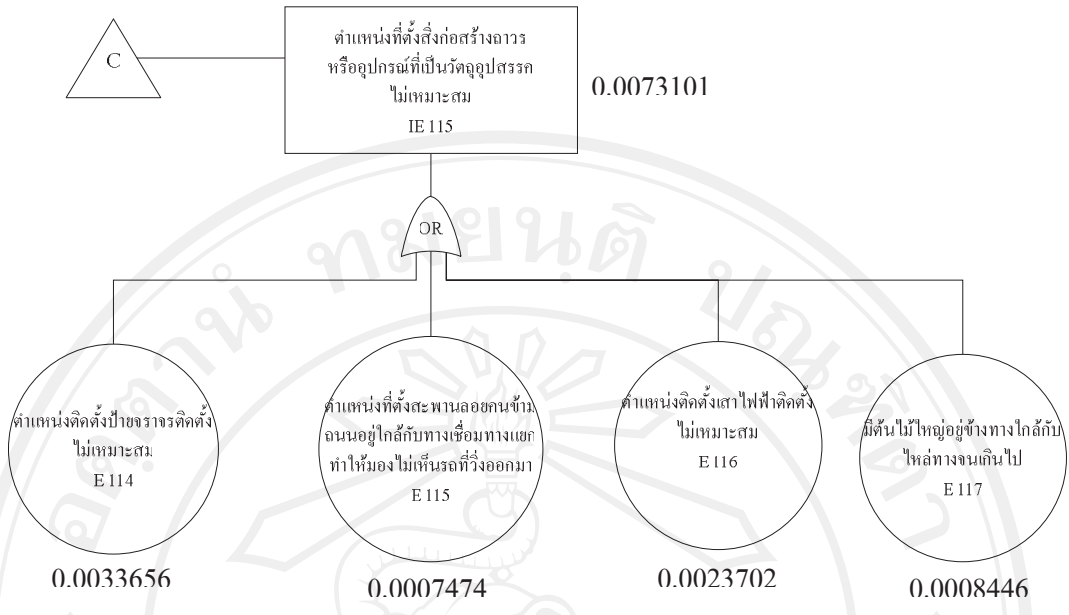 C
ตำแหน่งที่ตั้งสิ่งก่อสร้างถาวร
หรืออุปกรณ์ที่เป็นวัตถุอุปสรรค
ไม่เหมาะสม
IE 115
0.0073101
OR
ตำแหน่งติดตั้งป้ายจราจรติดตั้ง
ไม่เหมาะสม
E 114
0.0033656
ตำแหน่งที่ตั้งสะพานลอยคนข้าม
ถนนอยู่ใกล้กับทางเชื่อมทางแยก
ทำให้มองไม่เห็นรถที่วิ่งออกมา
E 115
0.0007474
ตำแหน่งติดตั้งเสาไฟฟ้าติดตั้ง
ไม่เหมาะสม
E 116
0.0023702
มีต้นไม้ใหญ่อยู่ข้างทางใกล้กับ
ไหล่ทางจนเกินไป
E 117
0.0008446